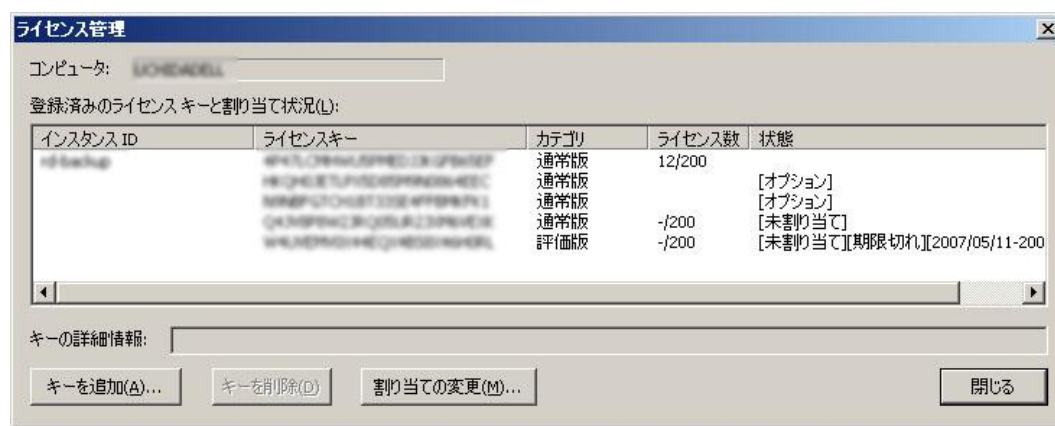 ライセンス管理
コンピュータ:
登録済みのライセンス キーと割り当て状況(L):
インスタンス ID ライセンスキー カテゴリ ライセンス数 状態
通常版 12/200
通常版 [オプション]
通常版 [オプション]
通常版 -/200 [未割り当て]
評価版 -/200 [未割り当て][期限切れ][2007/05/11-200
キーの詳細情報:
キーを追加(A)... キーを削除(D) 割り当ての変更(M)... 閉じる